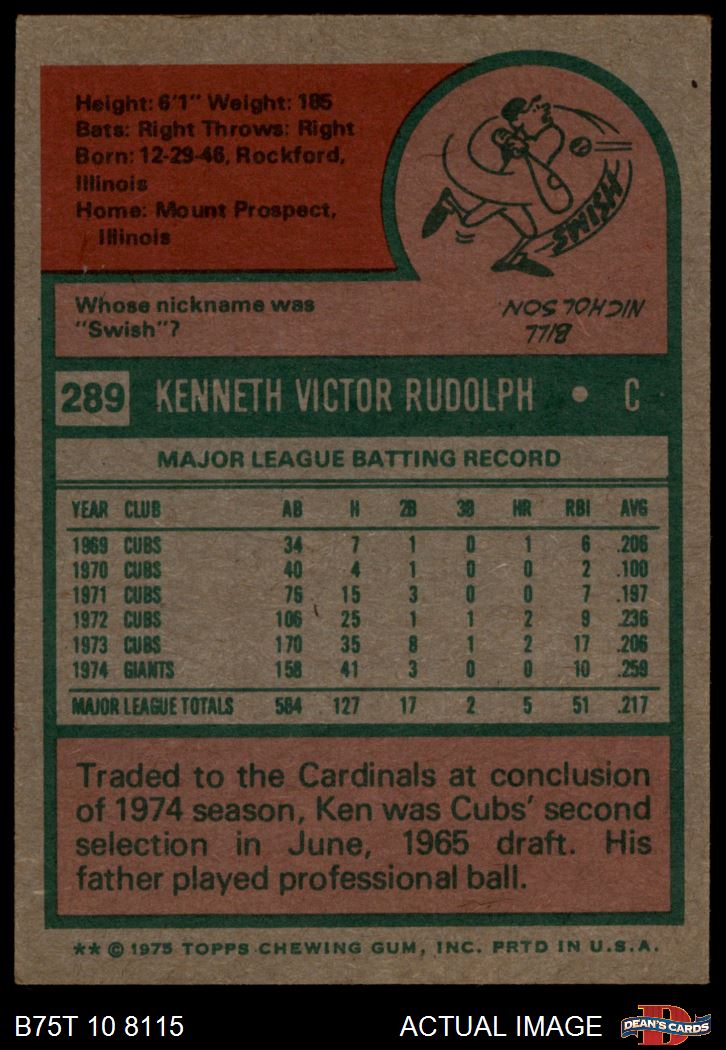 Height: 6'1" Weight: 185
Bats: Right Throws: Right
Born: 12-29-46, Rockford,
Illinois
Home: Mount Prospect,
Illinois
SWISH
Whose nickname was
"Swish"?
BILL
NICHOLSON
289 KENNETH VICTOR RUDOLPH • C
MAJOR LEAGUE BATTING RECORD
YEAR CLUB AB H 2B 3B HR RBI AVG
1969 CUBS 34 7 1 0 1 6 .206
1970 CUBS 40 4 1 0 0 2 .100
1971 CUBS 76 15 3 0 0 7 .197
1972 CUBS 106 25 1 1 2 9 .236
1973 CUBS 170 35 8 1 2 17 .206
1974 GIANTS 158 41 3 0 0 10 .259
MAJOR LEAGUE TOTALS 584 127 17 2 5 51 .217
Traded to the Cardinals at conclusion
of 1974 season, Ken was Cubs' second
selection in June, 1965 draft. His
father played professional ball.
** © 1975 TOPPS CHEWING GUM, INC. PRTD IN U.S.A.
B75T 10 8115 ACTUAL IMAGE DEAN'S CARDS